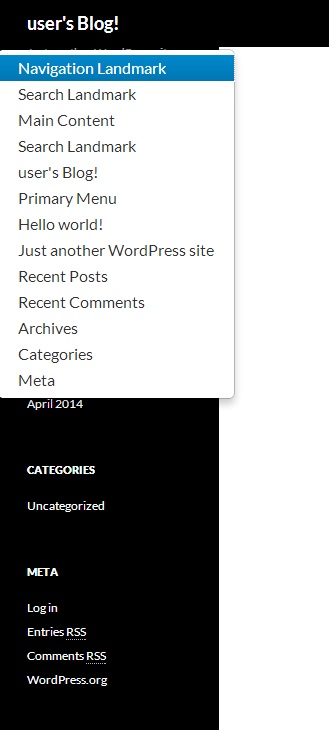 user's Blog!
Navigation Landmark
Search Landmark
Main Content
Search Landmark
user's Blog!
Primary Menu
Hello world!
Just another WordPress site
Recent Posts
Recent Comments
Archives
Categories
Meta
April 2014
CATEGORIES
Uncategorized
META
Log in
Entries RSS
Comments RSS
WordPress.org